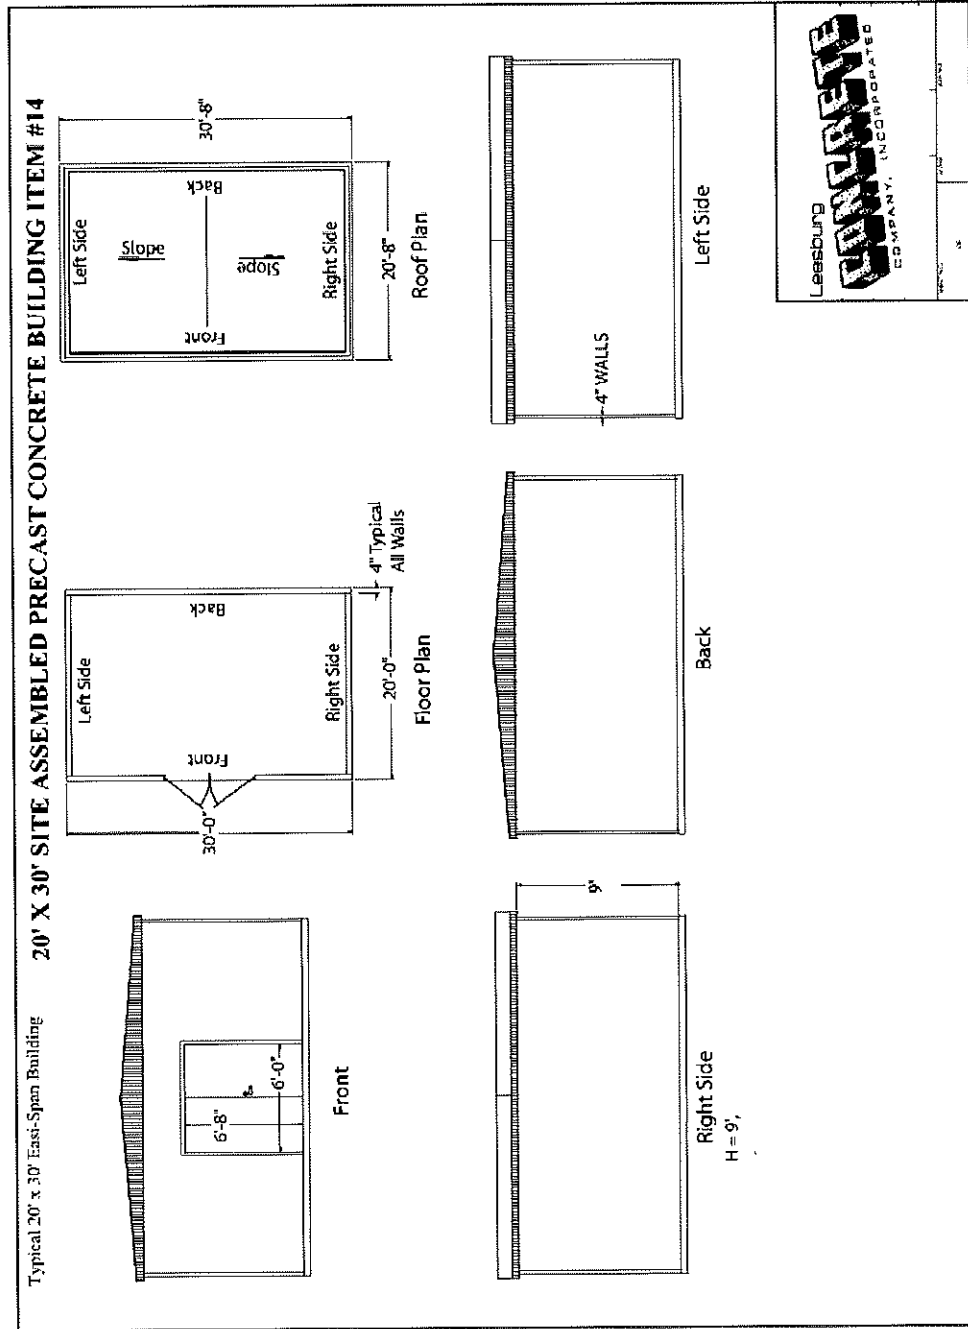 Typical 20' x 30' Easi-Span Building
20' X 30' SITE ASSEMBLED PRECAST CONCRETE BUILDING ITEM #14
6'-8"
6'-0"
Front
30'-0"
Left Side
Front
Back
Right Side
20'-0"
4" Typical
All Walls
Floor Plan
Left Side
Slope
Front
Back
Slope
Right Side
30'-8"
20'-8"
Roof Plan
9'
Right Side
H = 9',
Back
4" WALLS
Left Side
Leesburg
CONCRETE
COMPANY, INCORPORATED